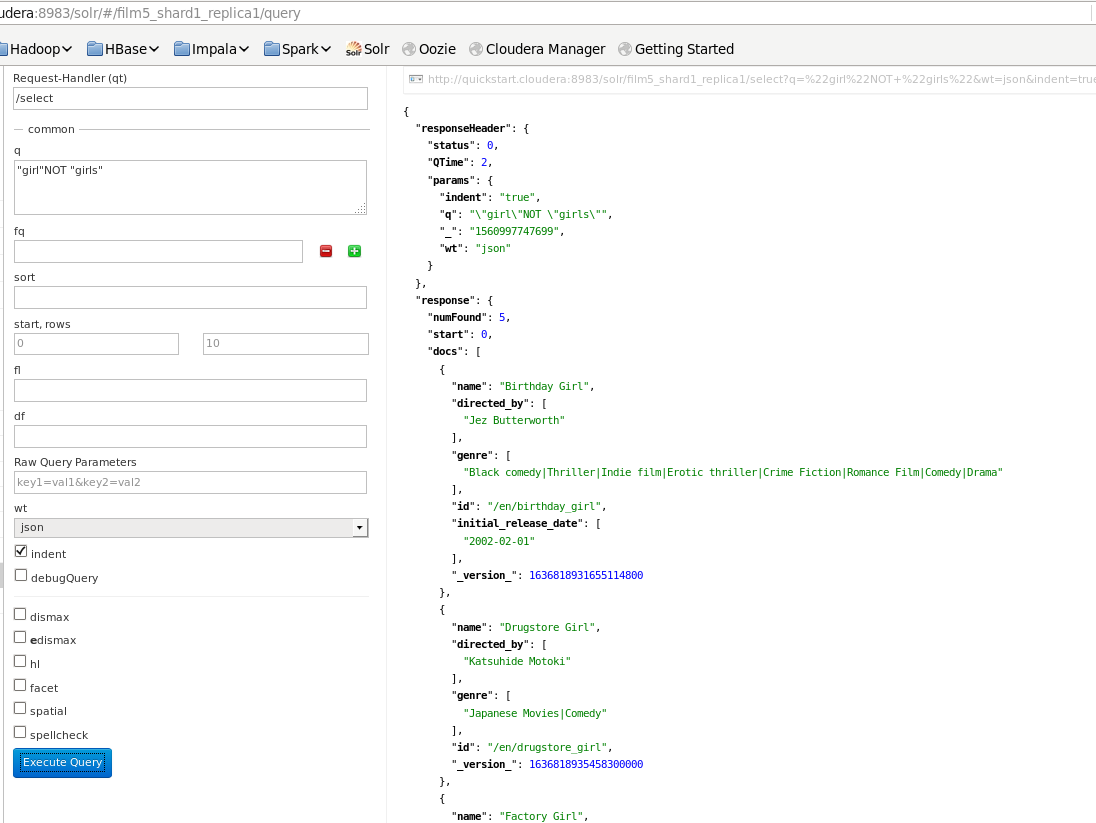 udera:8983/solr/#/film5_shard1_replica1/query
Hadoop HBase Impala Spark Solr Solr Oozie Cloudera Manager Getting Started
Request-Handler (qt)
/select
common
q
"girl"NOT "girls"
fq
sort
start, rows
0 10
fl
df
Raw Query Parameters
key1=val1&key2=val2
wt
json
indent
debugQuery
dismax
edismax
hl
facet
spatial
spellcheck
Execute Query
http://quickstart.cloudera:8983/solr/film5_shard1_replica1/select?q=%22girl%22NOT+%22girls%22&wt=json&indent=true
{
"responseHeader": {
"status": 0,
"QTime": 2,
"params": {
"indent": "true",
"q": "\"girl\"NOT \"girls\"",
"_": "1560997747699",
"wt": "json"
}
},
"response": {
"numFound": 5,
"start": 0,
"docs": [
{
"name": "Birthday Girl",
"directed_by": [
"Jez Butterworth"
],
"genre": [
"Black comedy|Thriller|Indie film|Erotic thriller|Crime Fiction|Romance Film|Comedy|Drama"
],
"id": "/en/birthday_girl",
"initial_release_date": [
"2002-02-01"
],
"_version_": 1636818931655114800
},
{
"name": "Drugstore Girl",
"directed_by": [
"Katsuhide Motoki"
],
"genre": [
"Japanese Movies|Comedy"
],
"id": "/en/drugstore_girl",
"_version_": 1636818935458300000
},
{
"name": "Factory Girl",